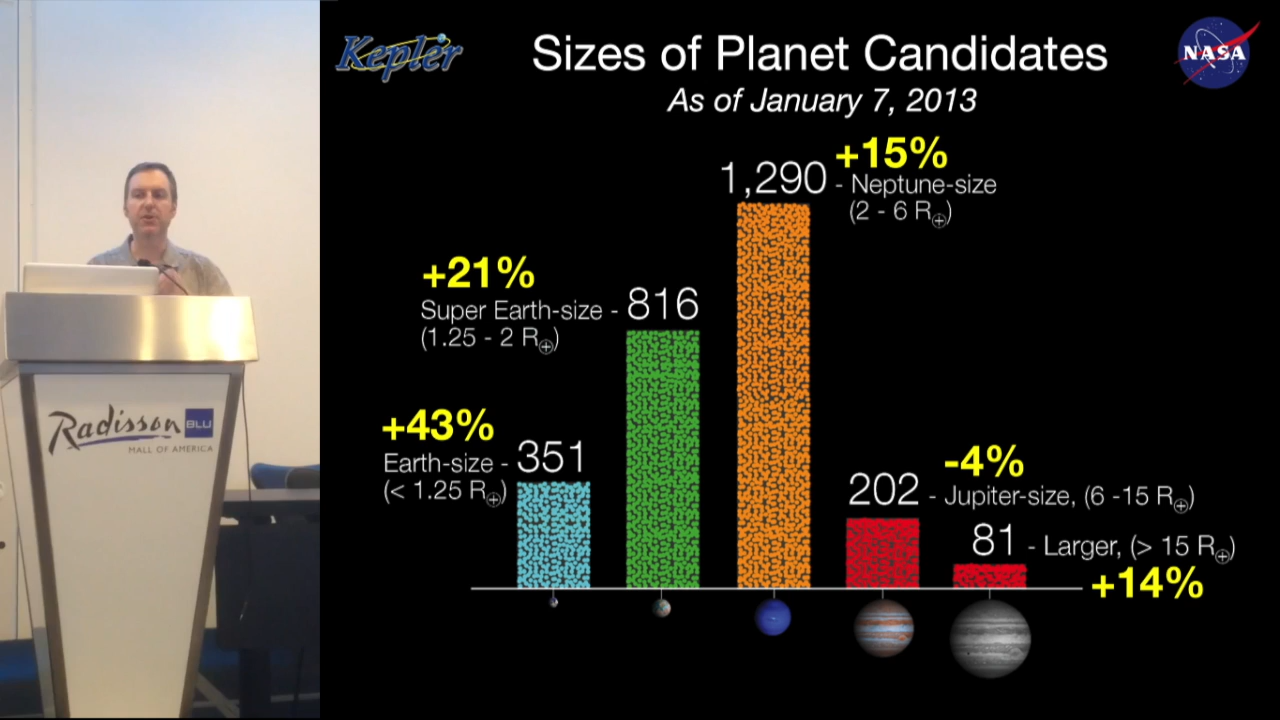 Kepler
Sizes of Planet Candidates
NASA
As of January 7, 2013
+15%
1,290 - Neptune-size
(2 - 6 R⊕)
+21%
Super Earth-size - 816
(1.25 - 2 R⊕)
+43%
Earth-size - 351
(< 1.25 R⊕)
-4%
202 - Jupiter-size, (6 -15 R⊕)
81 - Larger, (> 15 R⊕)
+14%
Radisson BLU
MALL OF AMERICA